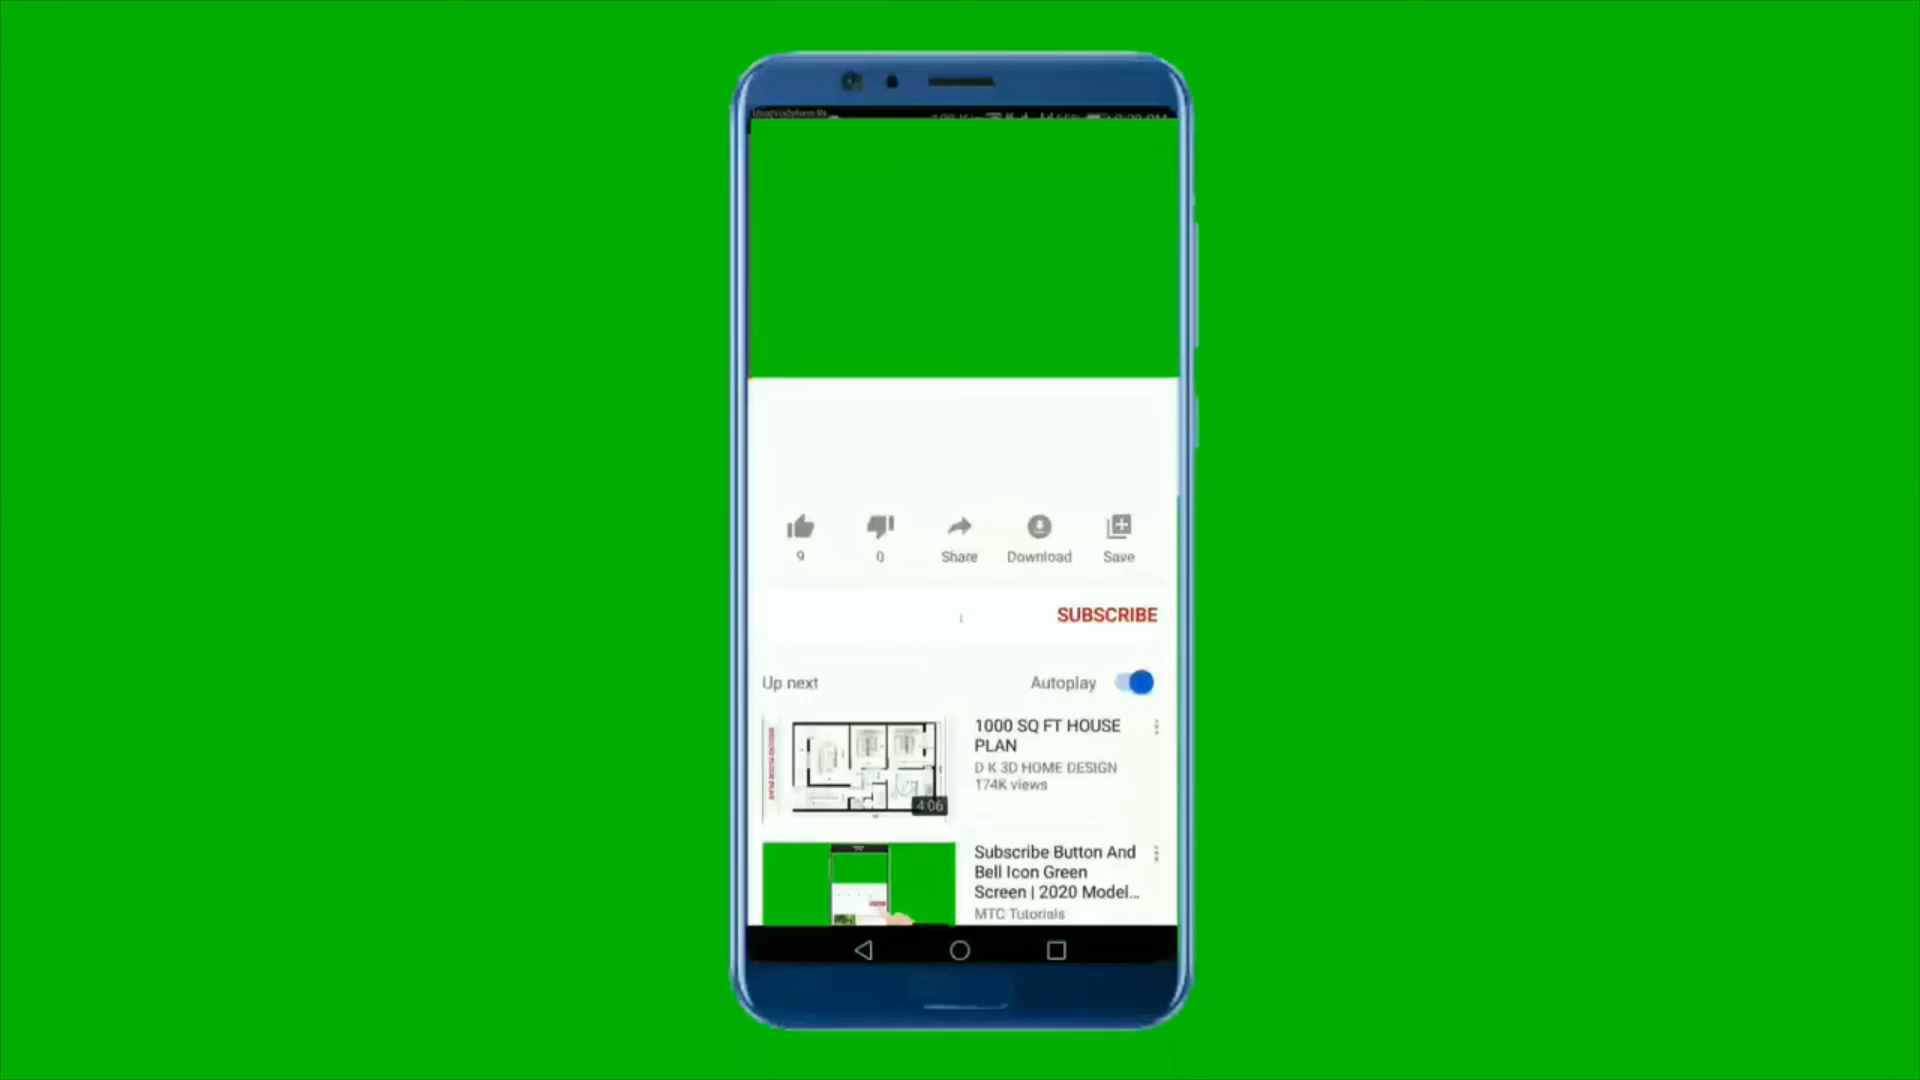 9
0
Share
Download
Save
SUBSCRIBE
Up next
Autoplay
1000 SQ FT HOUSE
PLAN
D K 3D HOME DESIGN
174K views
4:06
Subscribe Button And
Bell Icon Green
Screen | 2020 Model...
MTC Tutorials